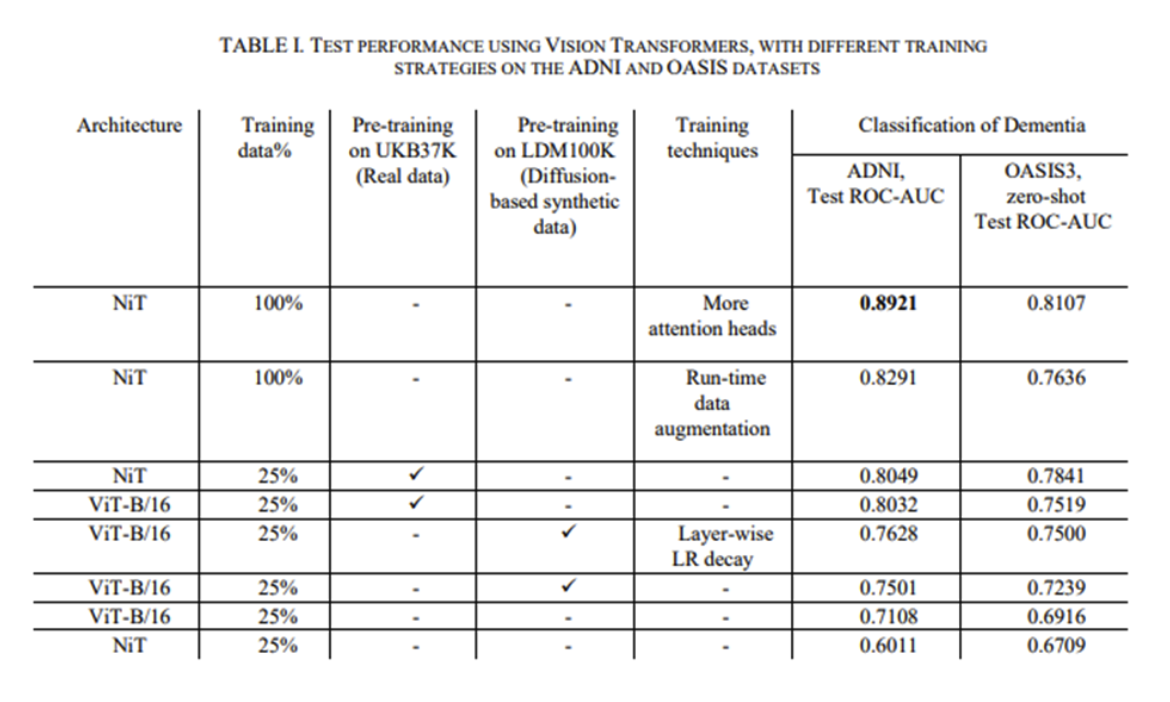 TABLE I. TEST PERFORMANCE USING VISION TRANSFORMERS, WITH DIFFERENT TRAINING
STRATEGIES ON THE ADNI AND OASIS DATASETS
Architecture
Training
data%
Pre-training
on UKB37K
(Real data)
Pre-training
on LDM100K
(Diffusion-
based synthetic
data)
Training
techniques
Classification of Dementia
ADNI,
Test ROC-AUC
OASIS3,
zero-shot
Test ROC-AUC
NiT 100% - - More 0.8921 0.8107
attention heads
NiT 100% - - Run-time 0.8291 0.7636
data
augmentation
NiT 25% ✓ - - 0.8049 0.7841
ViT-B/16 25% ✓ - - 0.8032 0.7519
ViT-B/16 25% - ✓ Layer-wise 0.7628 0.7500
LR decay
ViT-B/16 25% - ✓ - 0.7501 0.7239
ViT-B/16 25% - - - 0.7108 0.6916
NiT 25% - - - 0.6011 0.6709